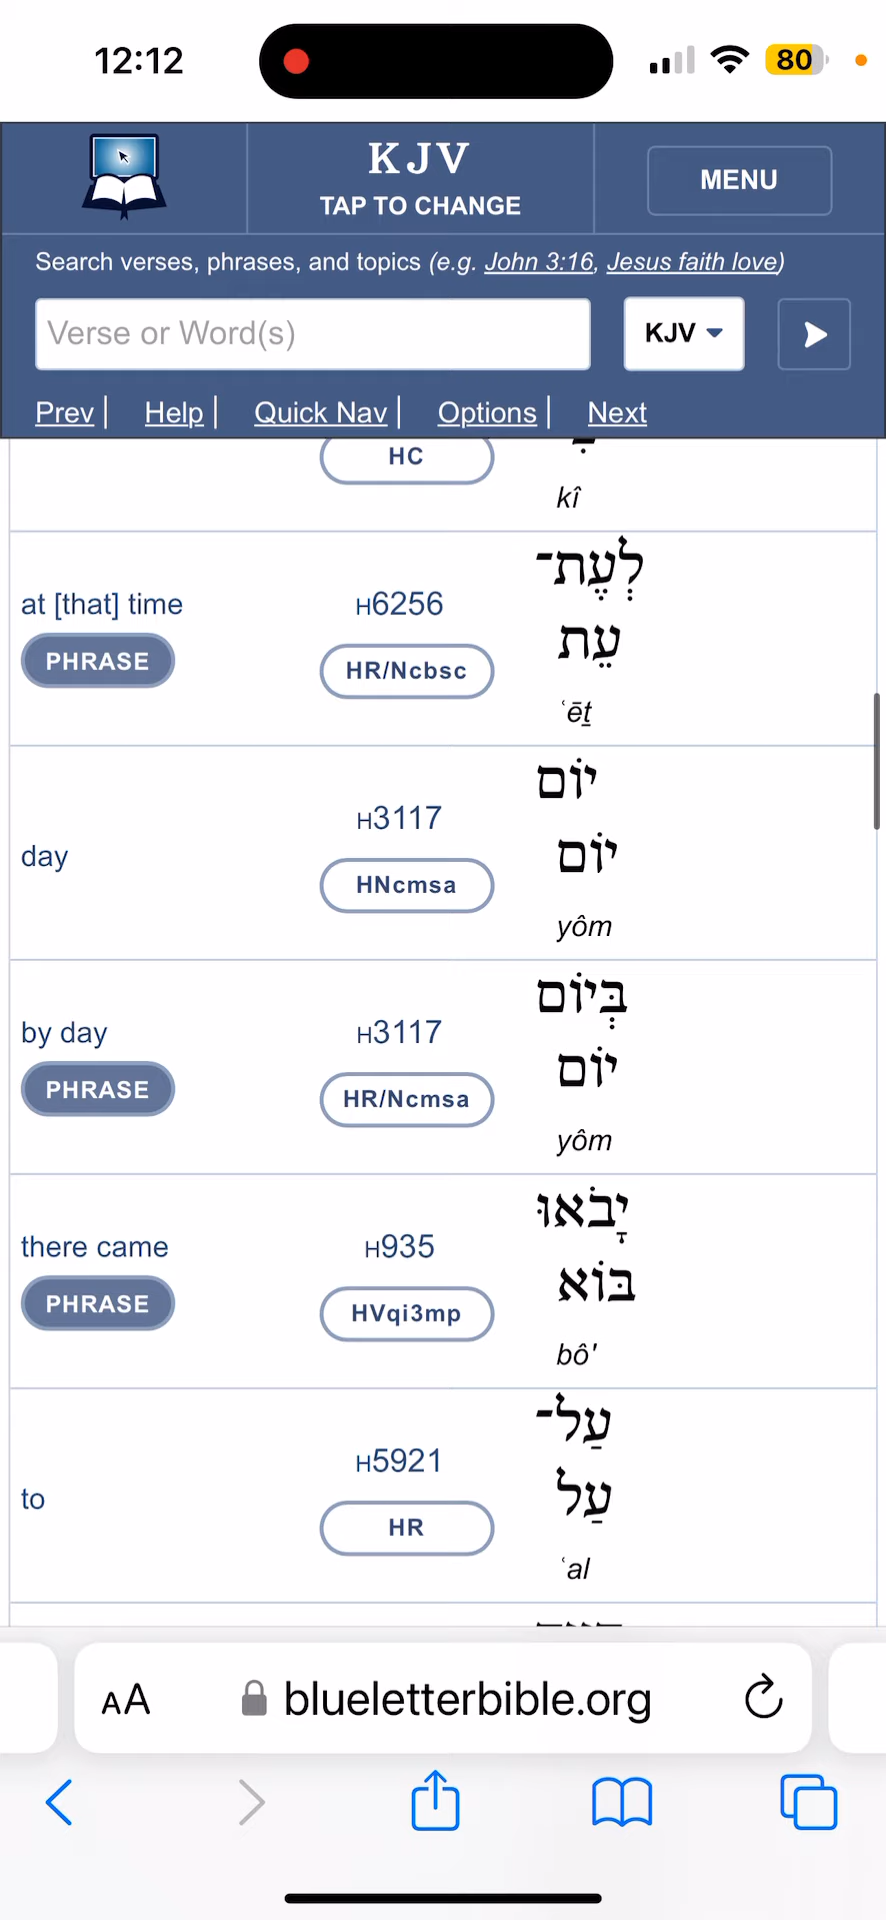 12:12
80
KJV
TAP TO CHANGE
MENU
Search verses, phrases, and topics (e.g. John 3:16, Jesus faith love)
Verse or Word(s)
KJV
Prev | Help | Quick Nav | Options | Next
HC
kî
at [that] time
PHRASE
H6256
HR/Ncbsc
לְעֶת־
עֵת
ʿēṯ
day
H3117
HNcmsa
יוֹם
יוֹם
yôm
by day
PHRASE
H3117
HR/Ncmsa
בְּיוֹם
יוֹם
yôm
there came
PHRASE
H935
HVqi3mp
יָבֹאוּ
בּוֹא
bô'
to
H5921
HR
עַל־
עַל
ʿal
AA
blueletterbible.org